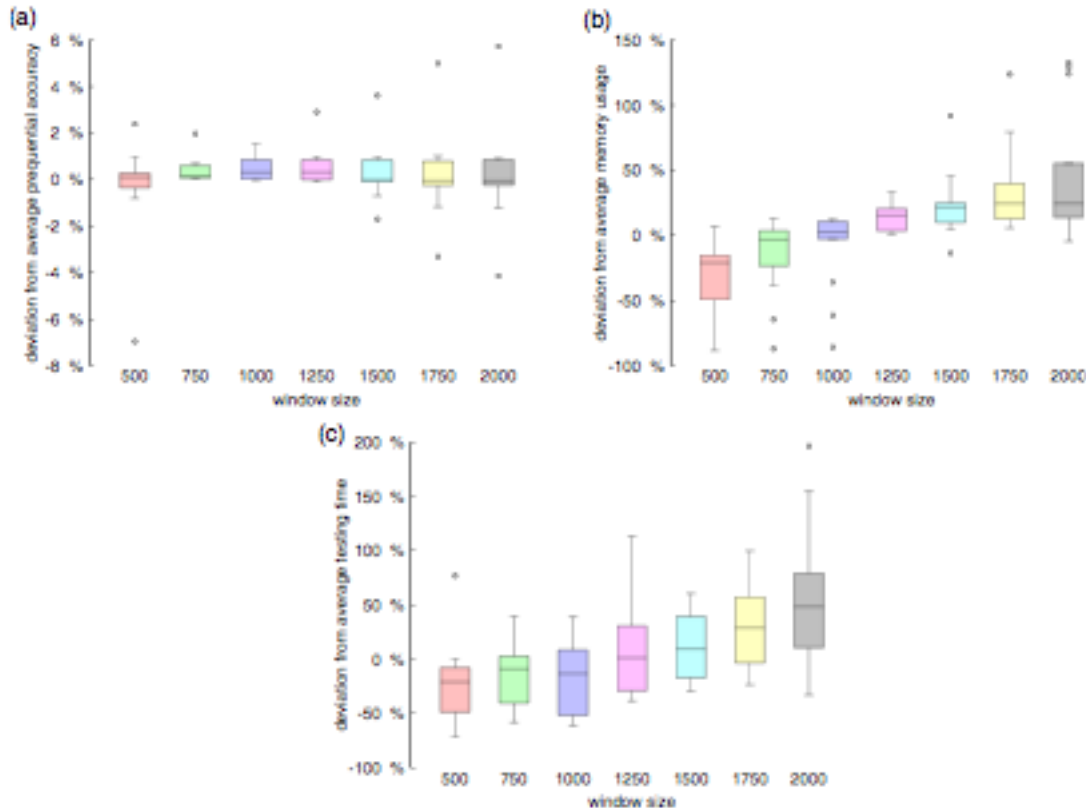 (a)
deviation from average prequential accuracy
6 %
4 %
2 %
0 %
-2 %
-4 %
-6 %
-8 %
500 750 1000 1250 1500 1750 2000
window size
(b)
deviation from average memory usage
150 %
100 %
50 %
0 %
-50 %
-100 %
500 750 1000 1250 1500 1750 2000
window size
(c)
deviation from average testing time
200 %
150 %
100 %
50 %
0 %
-50 %
-100 %
500 750 1000 1250 1500 1750 2000
window size